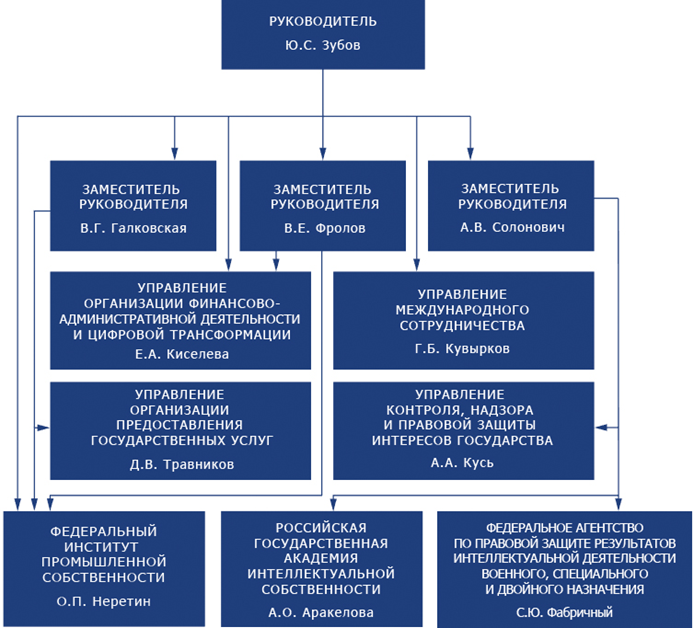 РУКОВОДИТЕЛЬ
Ю.С. Зубов
ЗАМЕСТИТЕЛЬ
РУКОВОДИТЕЛЯ
В.Г. Галковская
ЗАМЕСТИТЕЛЬ
РУКОВОДИТЕЛЯ
В.Е. Фролов
ЗАМЕСТИТЕЛЬ
РУКОВОДИТЕЛЯ
А.В. Солонович
УПРАВЛЕНИЕ
ОРГАНИЗАЦИИ ФИНАНСОВО-
АДМИНИСТРАТИВНОЙ ДЕЯТЕЛЬНОСТИ
И ЦИФРОВОЙ ТРАНСФОРМАЦИИ
Е.А. Киселева
УПРАВЛЕНИЕ
МЕЖДУНАРОДНОГО
СОТРУДНИЧЕСТВА
Г.Б. Кувырков
УПРАВЛЕНИЕ
ОРГАНИЗАЦИИ
ПРЕДОСТАВЛЕНИЯ
ГОСУДАРСТВЕННЫХ УСЛУГ
Д.В. Травников
УПРАВЛЕНИЕ
КОНТРОЛЯ, НАДЗОРА
И ПРАВОВОЙ ЗАЩИТЫ
ИНТЕРЕСОВ ГОСУДАРСТВА
А.А. Кусь
ФЕДЕРАЛЬНЫЙ
ИНСТИТУТ
ПРОМЫШЛЕННОЙ
СОБСТВЕННОСТИ
О.П. Неретин
РОССИЙСКАЯ
ГОСУДАРСТВЕННАЯ
АКАДЕМИЯ
ИНТЕЛЛЕКТУАЛЬНОЙ
СОБСТВЕННОСТИ
А.О. Аракелова
ФЕДЕРАЛЬНОЕ АГЕНТСТВО
ПО ПРАВОВОЙ ЗАЩИТЕ РЕЗУЛЬТАТОВ
ИНТЕЛЛЕКТУАЛЬНОЙ ДЕЯТЕЛЬНОСТИ
ВОЕННОГО, СПЕЦИАЛЬНОГО
И ДВОЙНОГО НАЗНАЧЕНИЯ
С.Ю. Фабричный